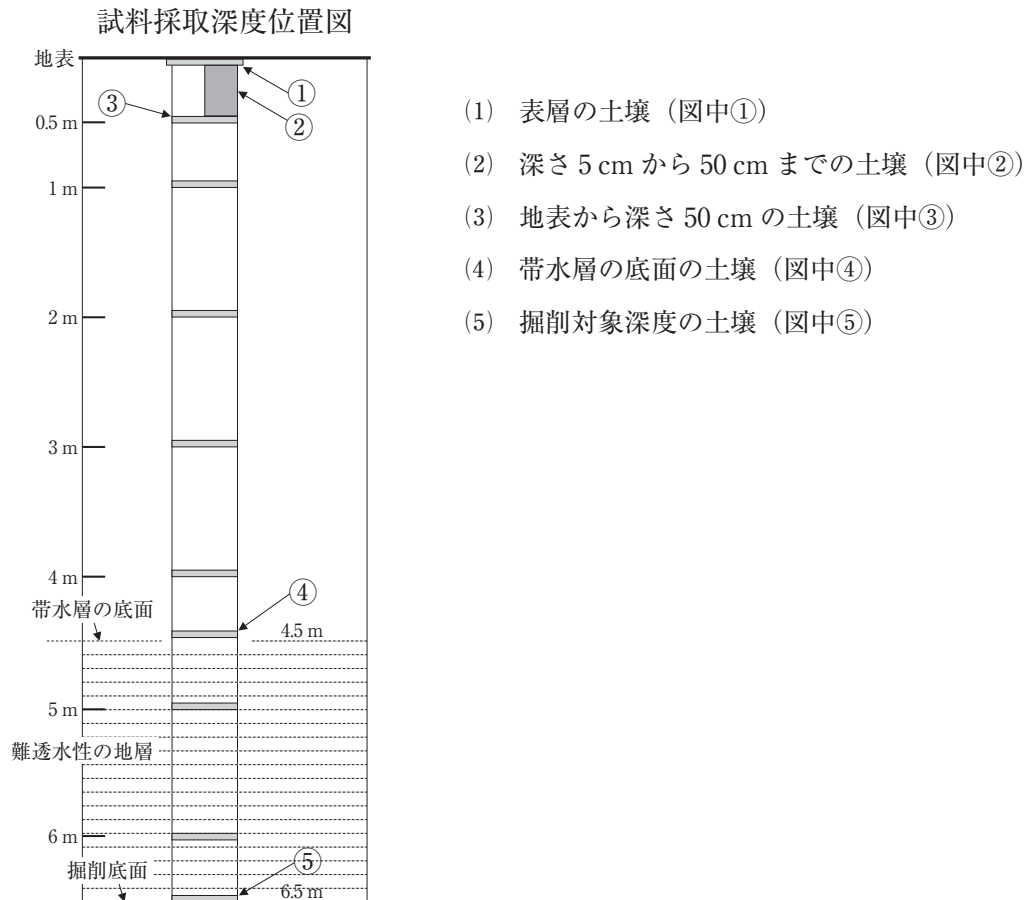 試料採取深度位置図
地表
①
②
③
0.5 m
1 m
2 m
3 m
4 m
帯水層の底面
④
4.5 m
5 m
難透水性の地層
6 m
掘削底面
⑤
6.5 m
⑴ 表層の土壌（図中①）
⑵ 深さ 5 cm から 50 cm までの土壌（図中②）
⑶ 地表から深さ 50 cm の土壌（図中③）
⑷ 帯水層の底面の土壌（図中④）
⑸ 掘削対象深度の土壌（図中⑤）